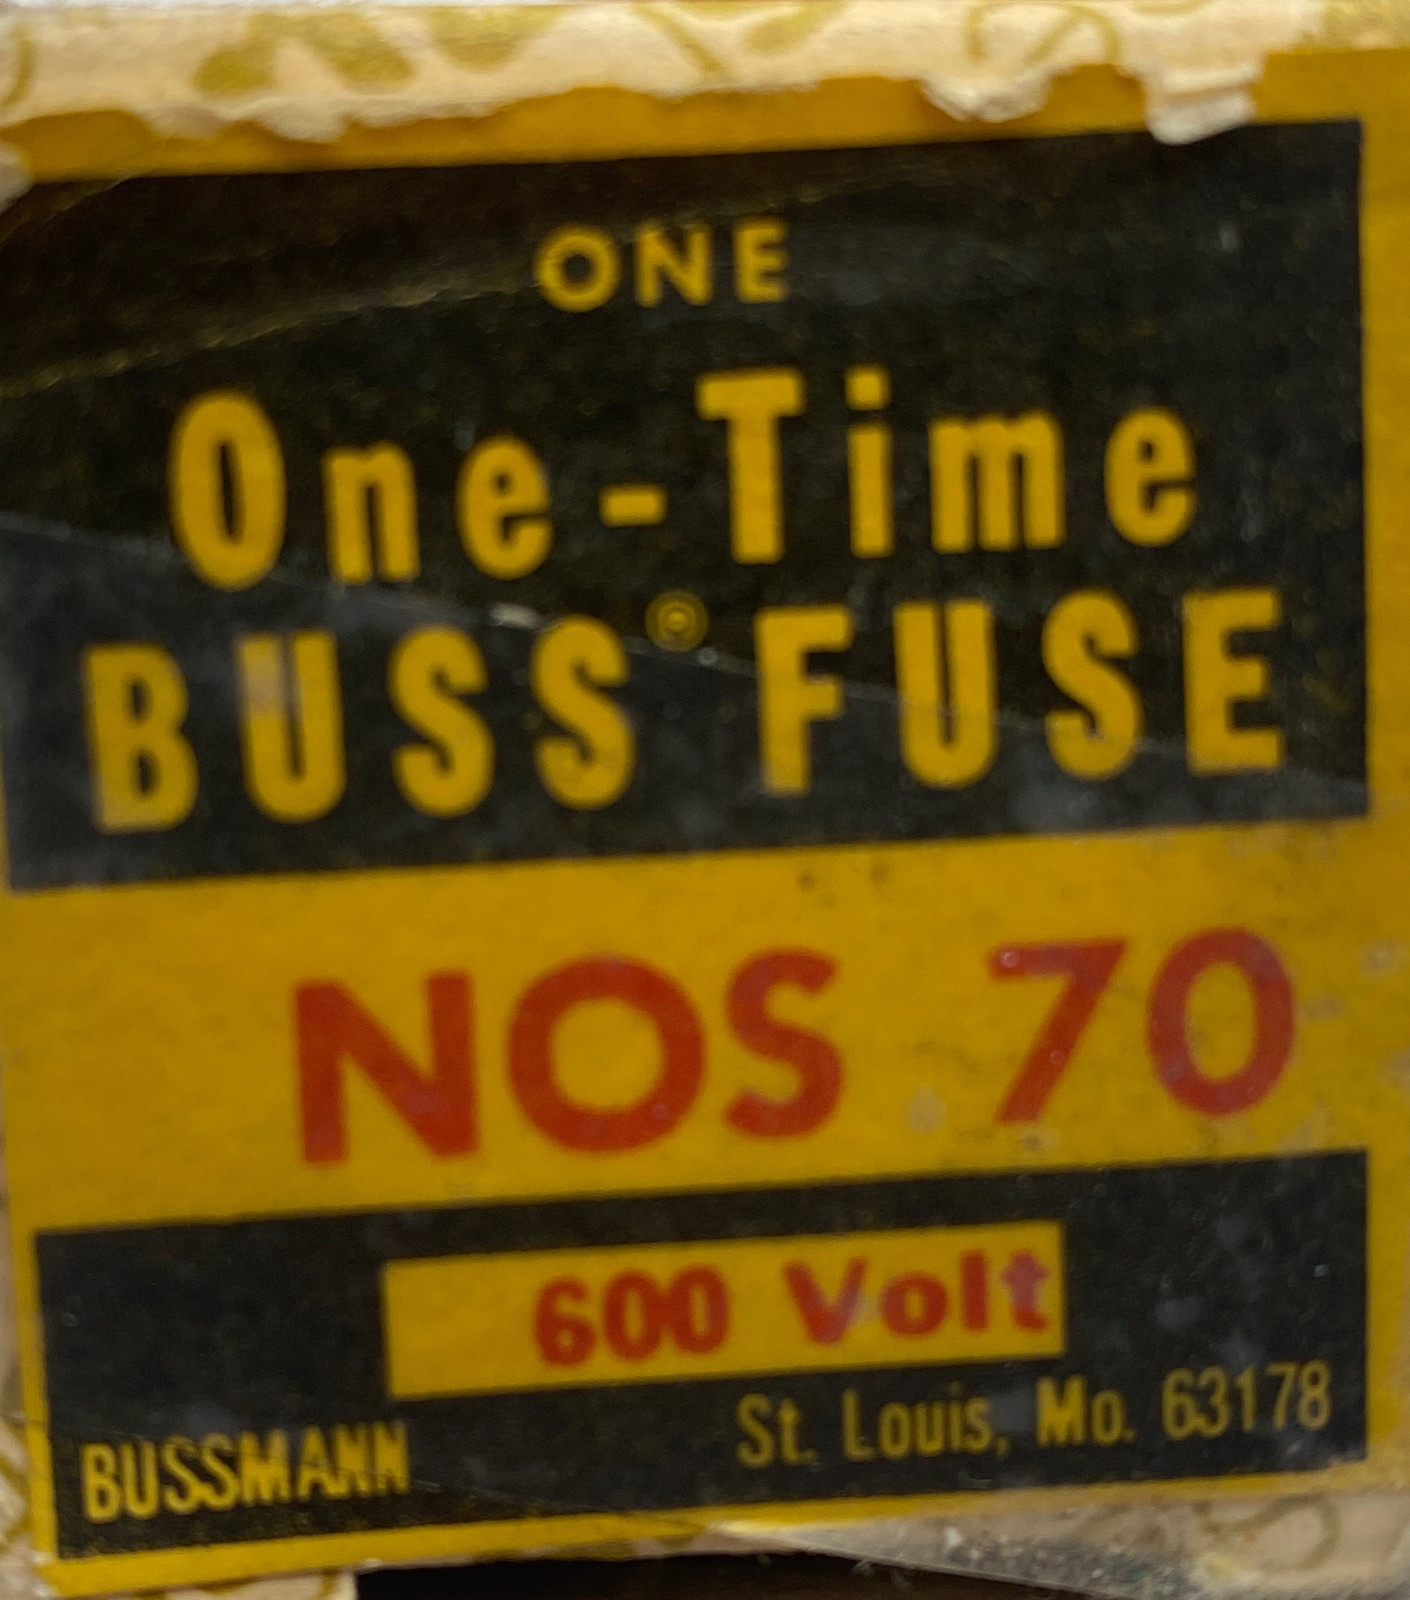 ONE
One-Time
BUSS® FUSE
NOS 70
600 Volt
BUSSMANN St. Louis, Mo. 63178